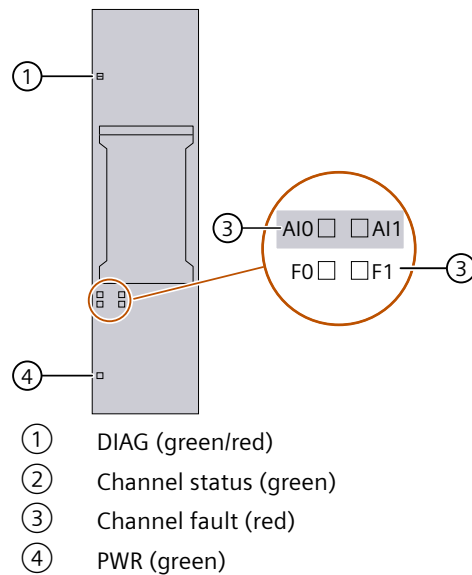 ①
③ AI0 AI1
F0 F1 ③
④
① DIAG (green/red)
② Channel status (green)
③ Channel fault (red)
④ PWR (green)